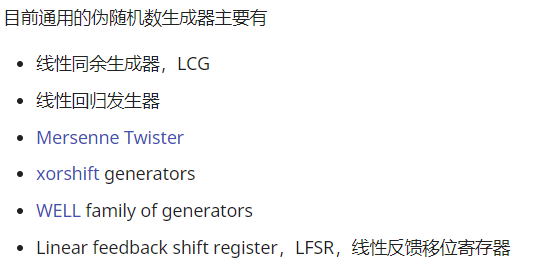 目前通用的伪随机数生成器主要有
线性同余生成器，LCG
线性回归发生器
Mersenne Twister
xorshift generators
WELL family of generators
Linear feedback shift register，LFSR，线性反馈移位寄存器